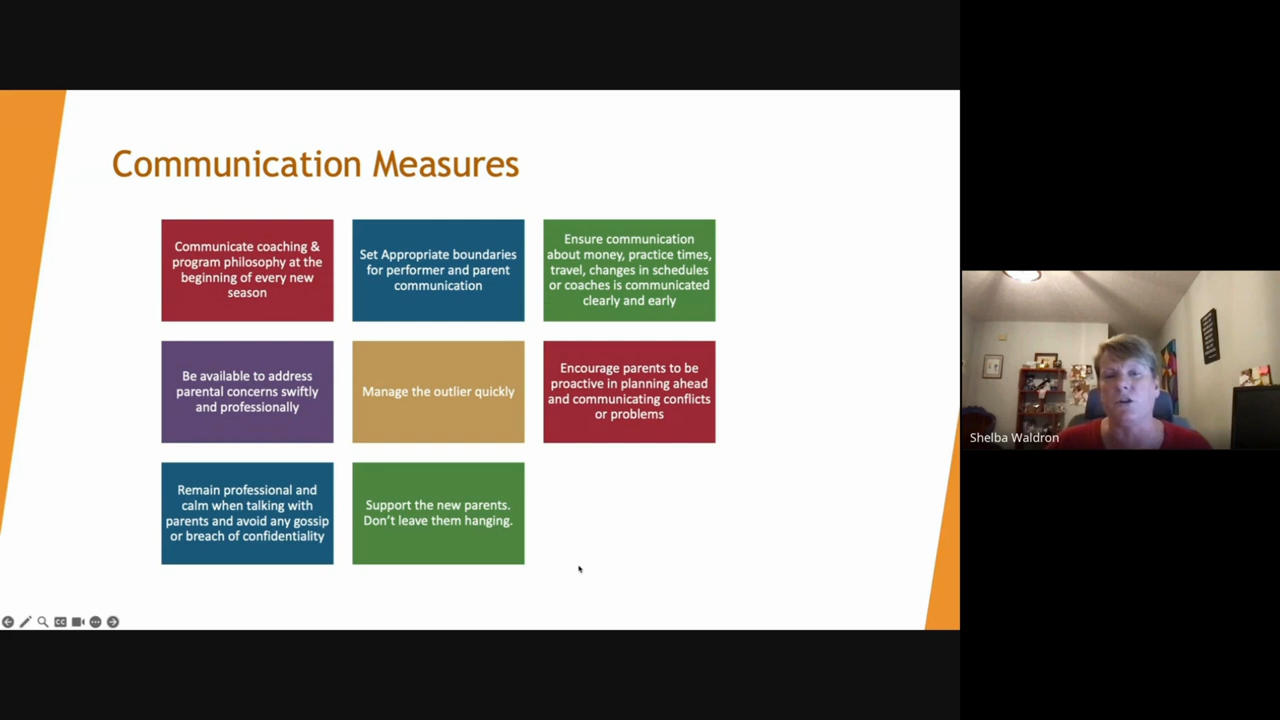 Communication Measures
Communicate coaching &
program philosophy at the
beginning of every new
season
Set Appropriate boundaries
for performer and parent
communication
Ensure communication
about money, practice times,
travel, changes in schedules
or coaches is communicated
clearly and early
Be available to address
parental concerns swiftly
and professionally
Manage the outlier quickly
Encourage parents to be
proactive in planning ahead
and communicating conflicts
or problems
Remain professional and
calm when talking with
parents and avoid any gossip
or breach of confidentiality
Support the new parents.
Don't leave them hanging.
CC
Shelba Waldron